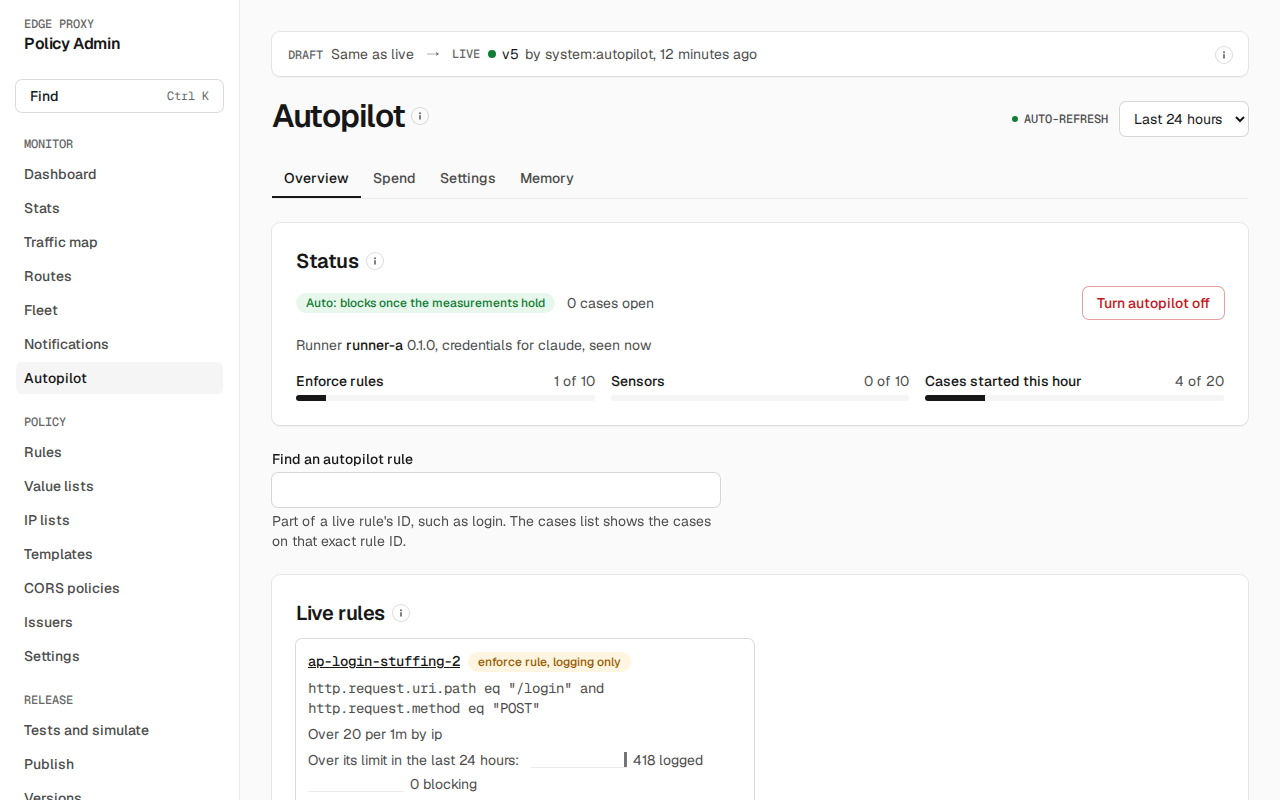 EDGE PROXY
Policy Admin
Find Ctrl K
MONITOR
Dashboard
Stats
Traffic map
Routes
Fleet
Notifications
Autopilot
POLICY
Rules
Value lists
IP lists
Templates
CORS policies
Issuers
Settings
RELEASE
Tests and simulate
Publish
Versions
DRAFT Same as live → LIVE v5 by system:autopilot, 12 minutes ago
Autopilot
AUTO-REFRESH Last 24 hours
Overview Spend Settings Memory
Status
Auto: blocks once the measurements hold 0 cases open
Turn autopilot off
Runner runner-a 0.1.0, credentials for claude, seen now
Enforce rules 1 of 10 Sensors 0 of 10 Cases started this hour 4 of 20
Find an autopilot rule
Part of a live rule's ID, such as login. The cases list shows the cases
on that exact rule ID.
Live rules
ap-login-stuffing-2 enforce rule, logging only
http.request.uri.path eq "/login" and
http.request.method eq "POST"
Over 20 per 1m by ip
Over its limit in the last 24 hours: 418 logged
0 blocking